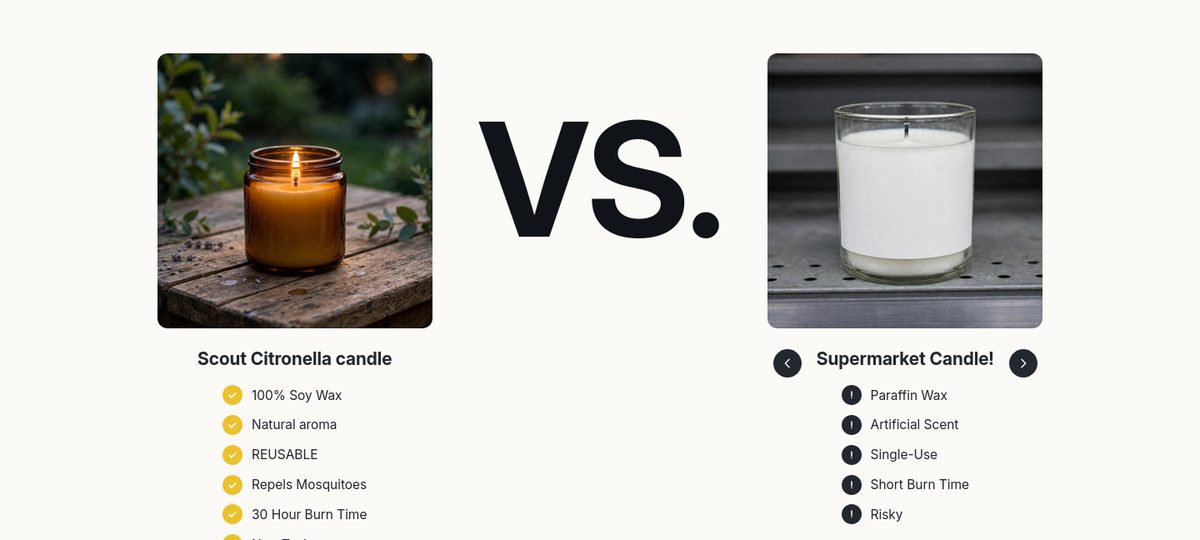 VS.
Scout Citronella candle
100% Soy Wax
Natural aroma
REUSABLE
Repels Mosquitoes
30 Hour Burn Time
Supermarket Candle!
Paraffin Wax
Artificial Scent
Single-Use
Short Burn Time
Risky